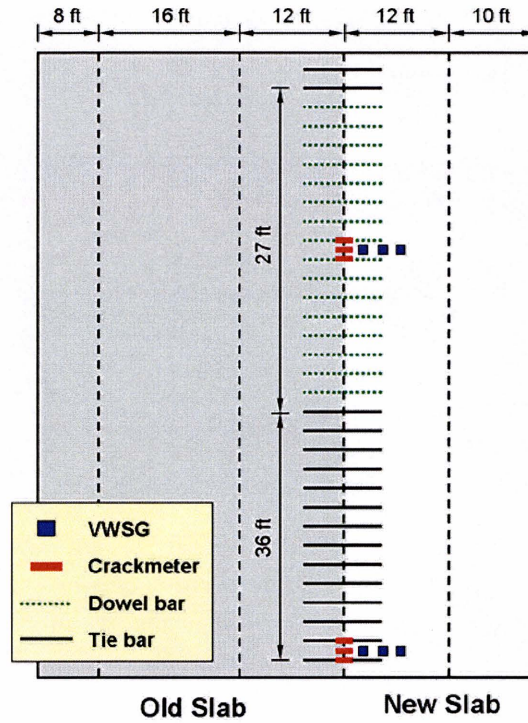 8 ft 16 ft 12 ft 12 ft 10 ft
27 ft
36 ft
VWSG
Crackmeter
Dowel bar
Tie bar
Old Slab New Slab